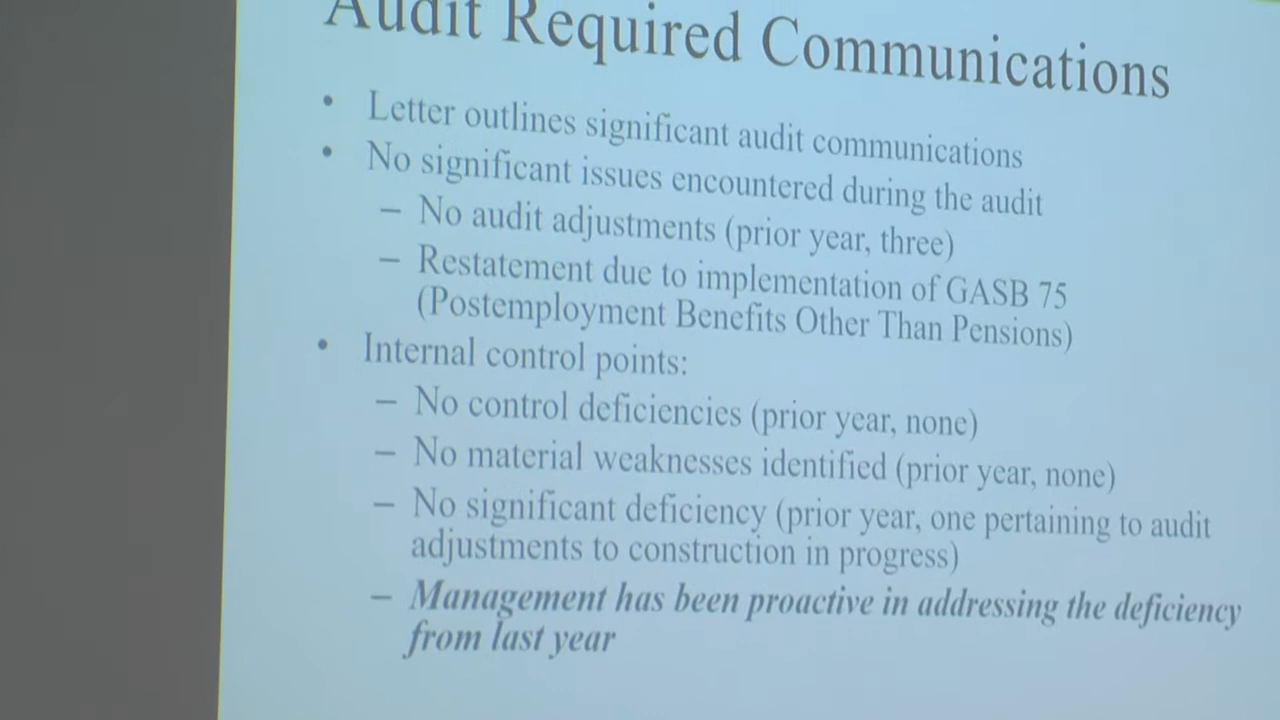 Audit Required Communications
• Letter outlines significant audit communications
• No significant issues encountered during the audit
– No audit adjustments (prior year, three)
– Restatement due to implementation of GASB 75
(Postemployment Benefits Other Than Pensions)
• Internal control points:
– No control deficiencies (prior year, none)
– No material weaknesses identified (prior year, none)
– No significant deficiency (prior year, one pertaining to audit
adjustments to construction in progress)
– Management has been proactive in addressing the deficiency
from last year